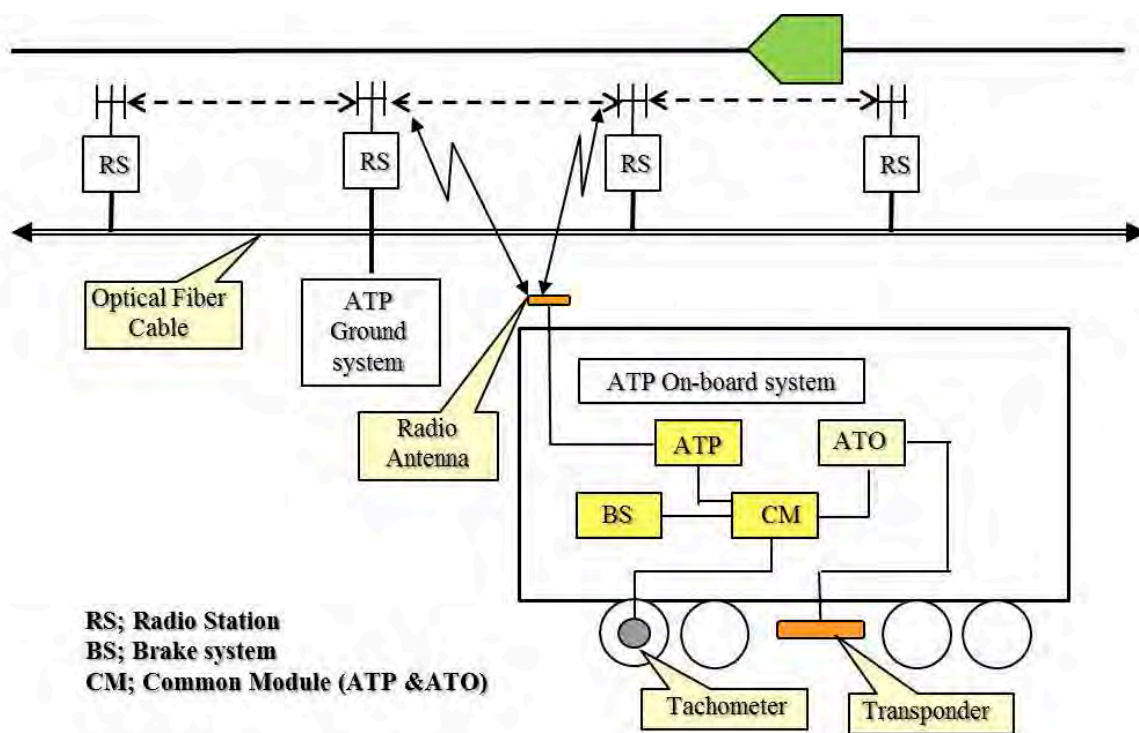 RS
RS
RS
RS
Optical Fiber
Cable
ATP
Ground
system
Radio
Antenna
ATP On-board system
ATP
ATO
BS
CM
RS; Radio Station
BS; Brake system
CM; Common Module (ATP &ATO)
Tachometer
Transponder